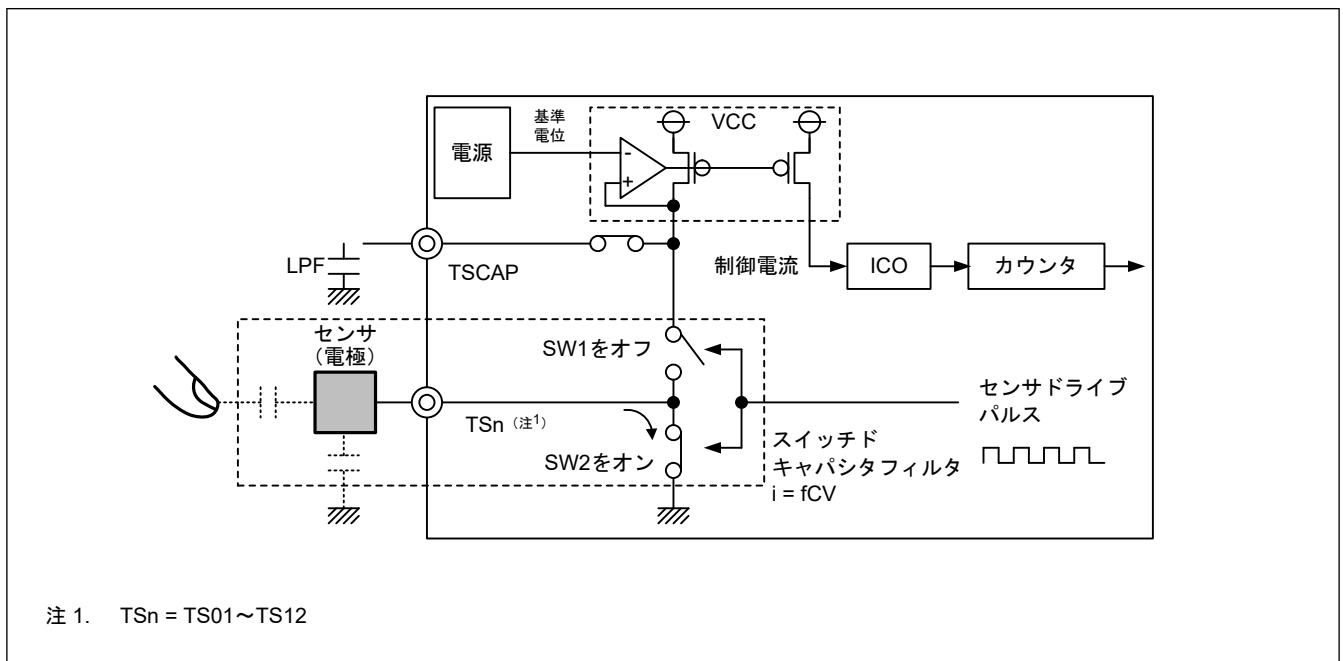 電源
基準
電位
VCC
-
+
LPF
TSCAP
制御電流
ICO
カウンタ
センサ
（電極）
SW1をオフ
TSn（注1）
SW2をオン
センサドライブ
パルス
スイッチド
キャパシタフィルタ
i = fCV
注 1. TSn = TS01～TS12